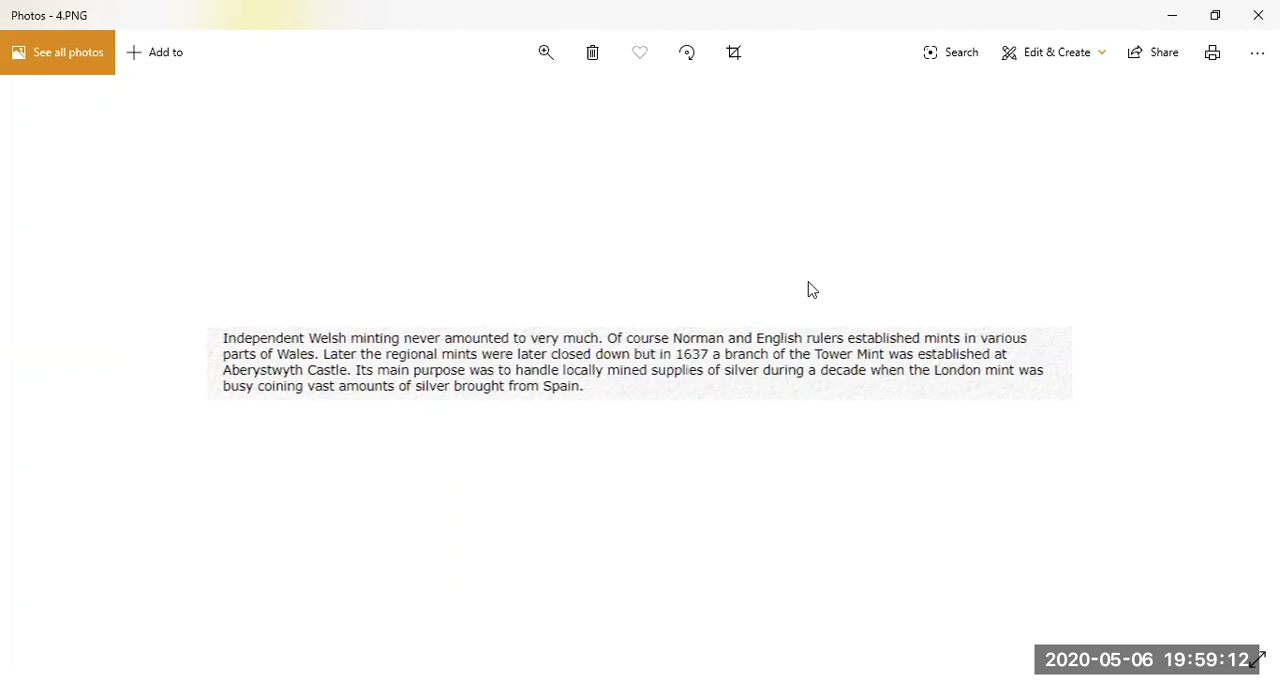 Photos - 4.PNG
See all photos
Add to
Search
Edit & Create
Share
Independent Welsh minting never amounted to very much. Of course Norman and English rulers established mints in various
parts of Wales. Later the regional mints were later closed down but in 1637 a branch of the Tower Mint was established at
Aberystwyth Castle. Its main purpose was to handle locally mined supplies of silver during a decade when the London mint was
busy coining vast amounts of silver brought from Spain.
2020-05-06 19:59:12